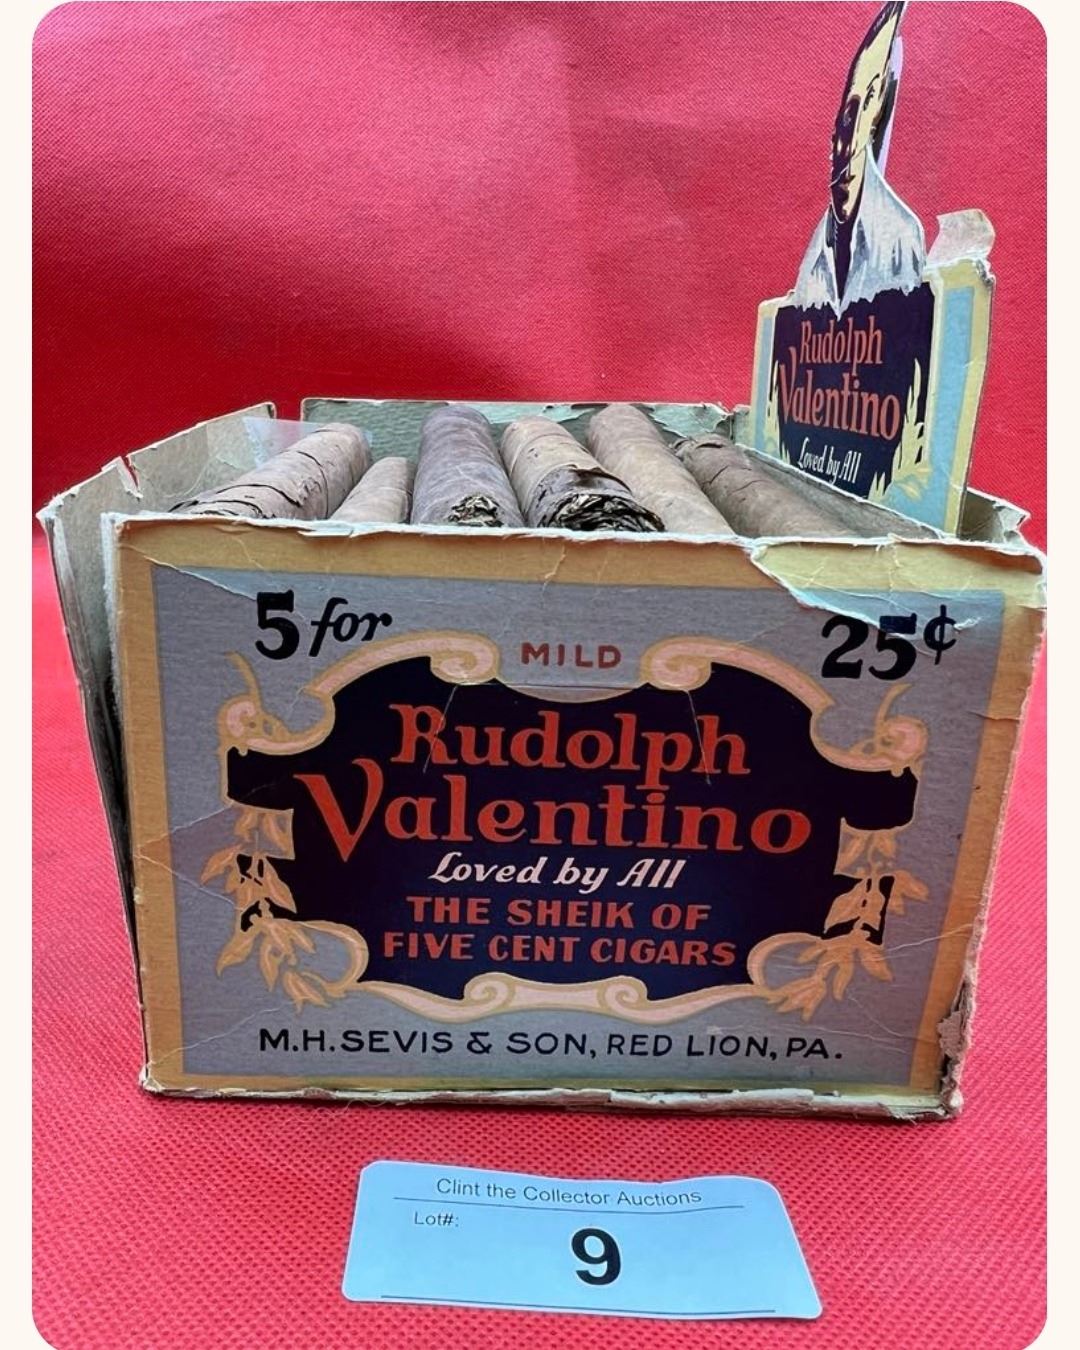 Rudolph
Valentino
Loved by All
5 for
25¢
MILD
Rudolph
Valentino
Loved by All
THE SHEIK OF
FIVE CENT CIGARS
M.H. SEVIS & SON, RED LION, PA.
Clint the Collector Auctions
Lot#:
9